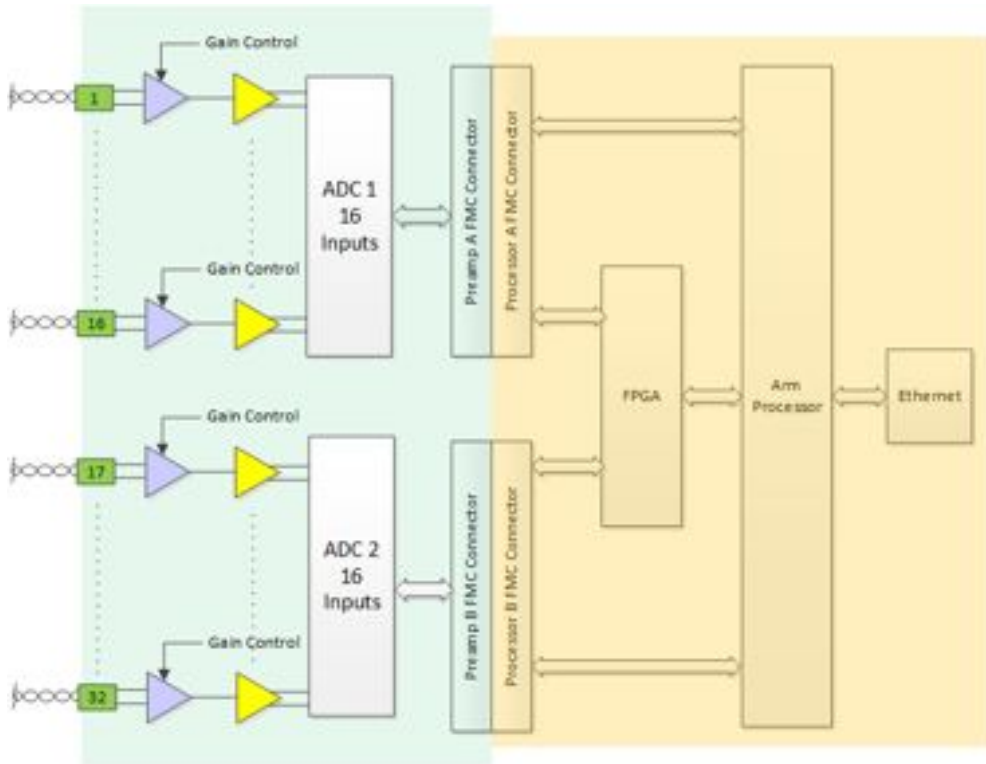 Gain Control
1
ADC 1
16
Inputs
Gain Control
16
Preamp A FMC Connector
Processor A FMC Connector
Gain Control
17
ADC 2
16
Inputs
Gain Control
32
Preamp B FMC Connector
Processor B FMC Connector
FPGA
Arm
Processor
Ethernet